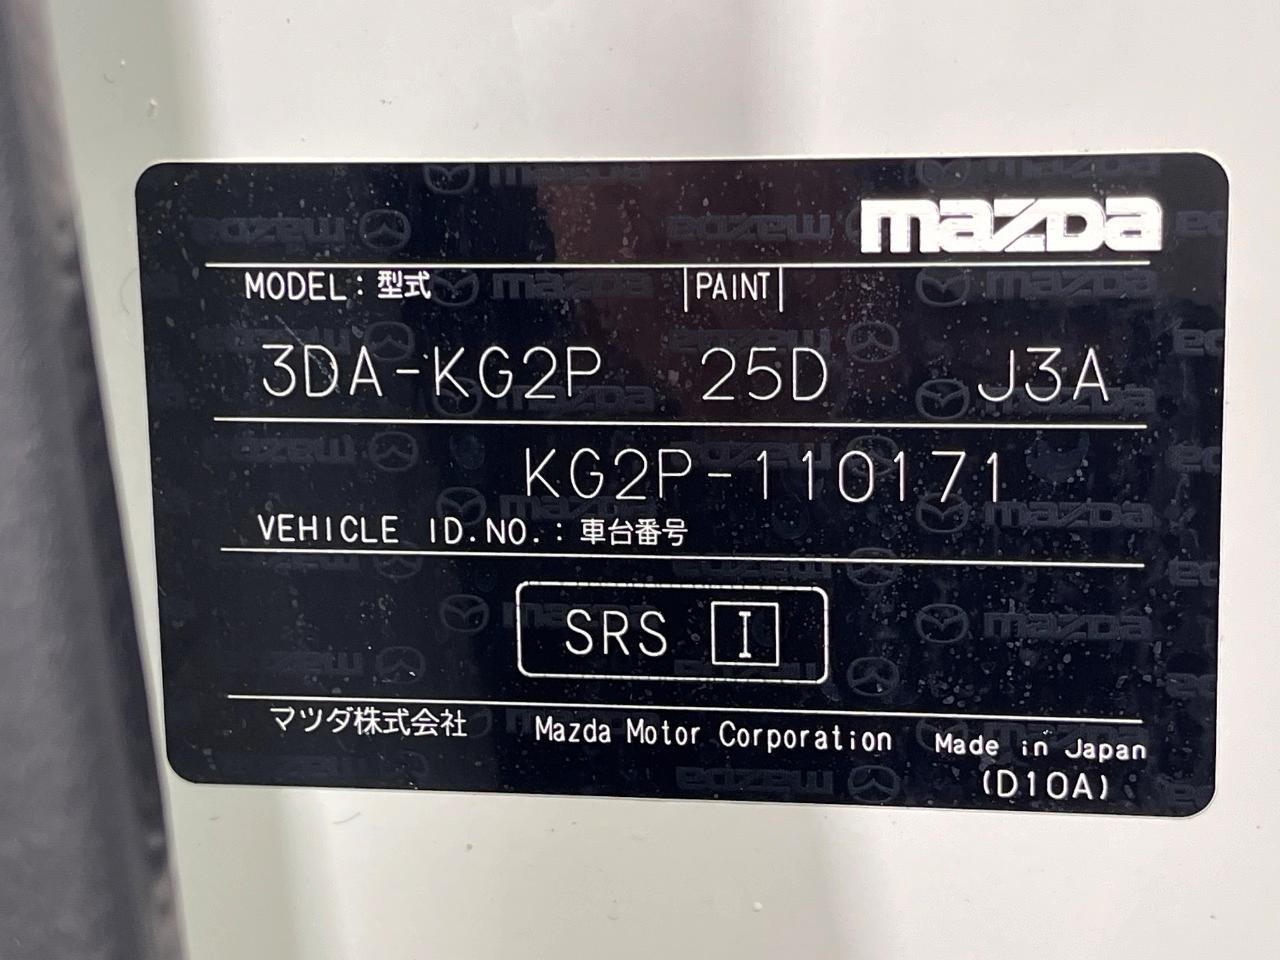 mazda
MODEL : 型式 PAINT
3DA-KG2P 25D J3A
KG2P-110171
VEHICLE ID.NO. : 車台番号
SRS I
マツダ株式会社 Mazda Motor Corporation Made in Japan
(D10A)